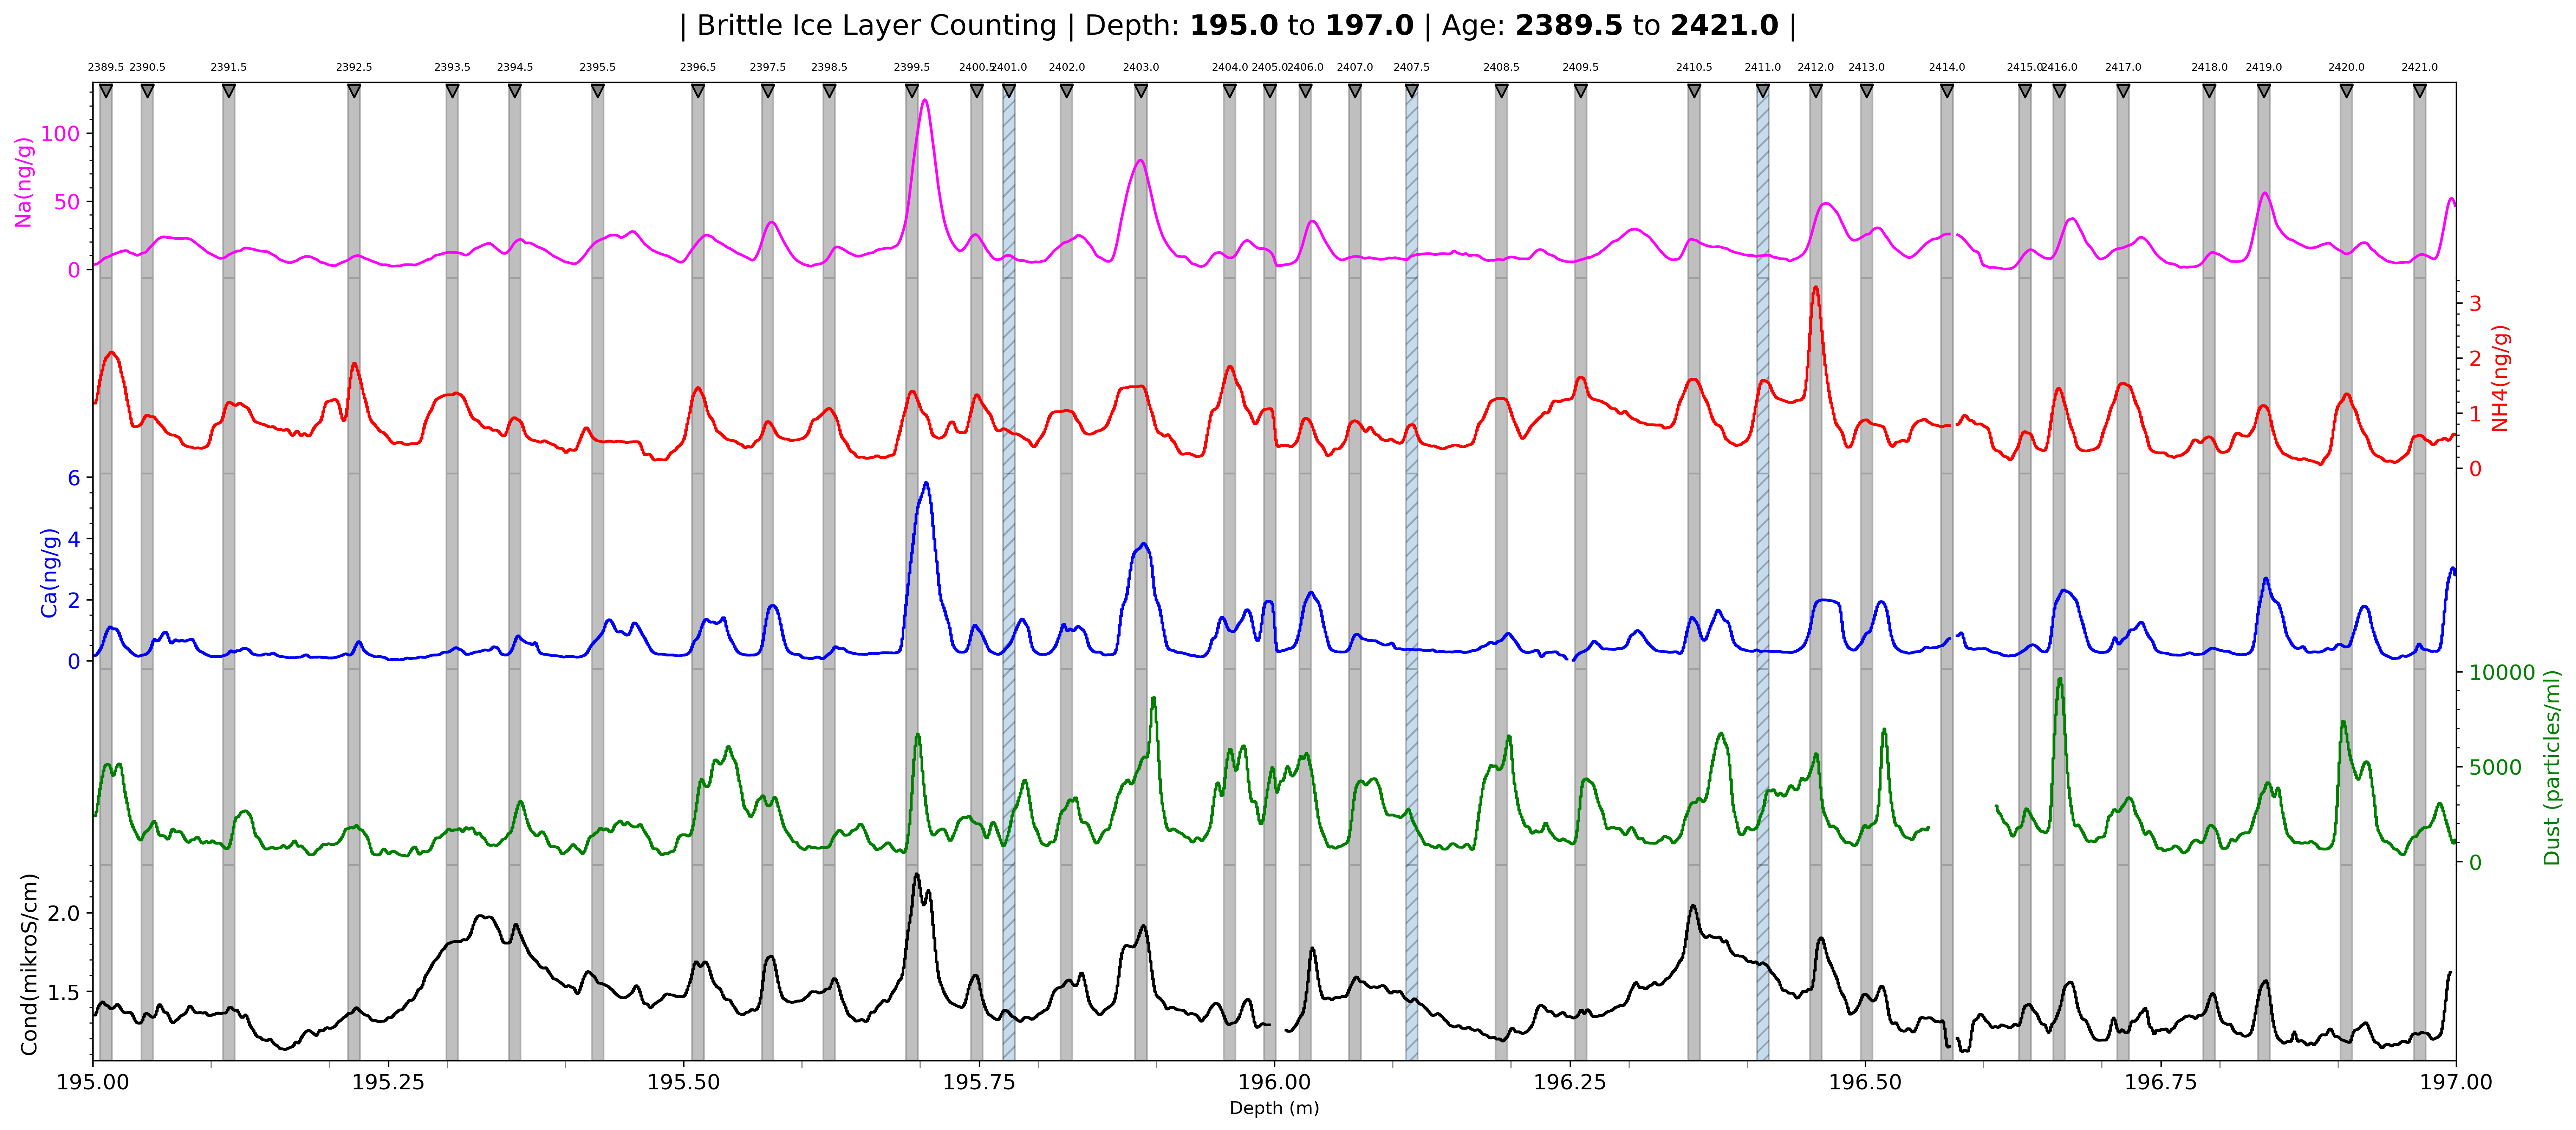 | Brittle Ice Layer Counting | Depth: 195.0 to 197.0 | Age: 2389.5 to 2421.0 |
2389.5 2390.5 2391.5 2392.5 2393.5 2394.5 2395.5 2396.5 2397.5 2398.5 2399.5 2400.5 2401.0 2402.0 2403.0 2404.0 2405.0 2406.0 2407.0 2407.5 2408.5 2409.5 2410.5 2411.0 2412.0 2413.0 2414.0 2415.0 2416.0 2417.0 2418.0 2419.0 2420.0 2421.0
Na(ng/g)
100
50
0
NH4(ng/g)
3
2
1
0
Ca(ng/g)
6
4
2
0
Dust (particles/ml)
10000
5000
0
Cond(mikroS/cm)
2.0
1.5
195.00 195.25 195.50 195.75 196.00 196.25 196.50 196.75 197.00
Depth (m)